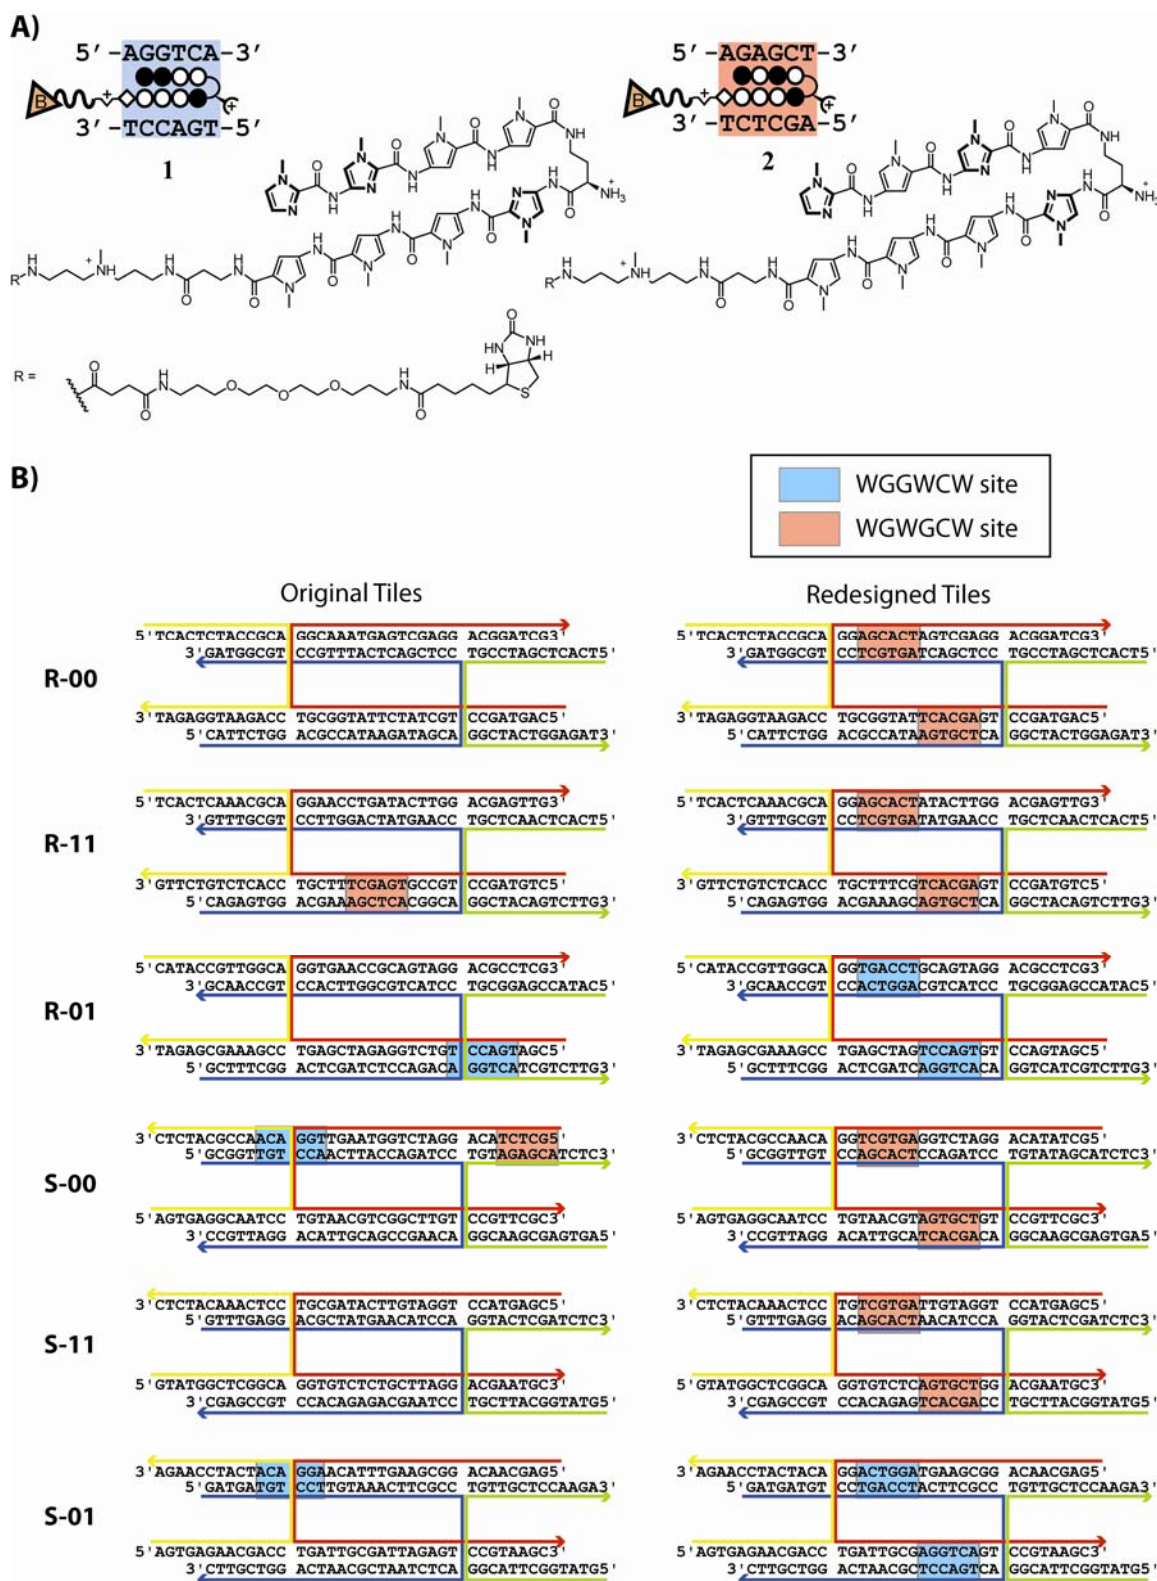 A)
5′-AGGTCA-3′
B
3′-TCCAGT-5′
1
5′-AGAGCT-3′
B
3′-TCTCGA-5′
2
R =
B)
WGGWCW site
WGWGCW site
Original Tiles
Redesigned Tiles
R-00
5'TCACTCTACCGCA GGCAAATGAGTCGAGG ACGGATCG3'
3'GATGGCGT CCGTTTACTCAGCTCC TGCCTAGCTCACT5'
3'TAGAGGTAAGACC TGCGGTATTCTATCGT CCGATGAC5'
5'CATTCTGG ACGCCATAAGATAGCA GGCTACTGGAGAT3'
5'TCACTCTACCGCA GGAGCACTAGTCGAGG ACGGATCG3'
3'GATGGCGT CCTCGTGATCAGCTCC TGCCTAGCTCACT5'
3'TAGAGGTAAGACC TGCGGTATTCACGAGT CCGATGAC5'
5'CATTCTGG ACGCCATAAGTGCTCA GGCTACTGGAGAT3'
R-11
5'TCACTCAAACGCA GGAACCTGATACTTGG ACGAGTTG3'
3'GTTTGCGT CCTTGGACTATGAACC TGCTCAACTCACT5'
3'GTTCTGTCTCACC TGCTTTCGAGTGCCGT CCGATGTC5'
5'CAGAGTGG ACGAAAGCTCACGGCA GGCTACAGTCTTG3'
5'TCACTCAAACGCA GGAGCACTATACTTGG ACGAGTTG3'
3'GTTTGCGT CCTCGTGATATGAACC TGCTCAACTCACT5'
3'GTTCTGTCTCACC TGCTTTCGTCACGAGT CCGATGTC5'
5'CAGAGTGG ACGAAAGCAGTGCTCA GGCTACAGTCTTG3'
R-01
5'CATACCGTTGGCA GGTGAACCGCAGTAGG ACGCCTCG3'
3'GCAACCGT CCACTTGGCGTCATCC TGCGGAGCCATAC5'
3'TAGAGCGAAAGCC TGAGCTAGAGGTCTGT CCAGTAGC5'
5'GCTTTCGG ACTCGATCTCCAGACA GGTCATCGTCTTG3'
5'CATACCGTTGGCA GGTGACCTGCAGTAGG ACGCCTCG3'
3'GCAACCGT CCACTGGACGTCATCC TGCGGAGCCATAC5'
3'TAGAGCGAAAGCC TGAGCTAGTCCAGTGT CCAGTAGC5'
5'GCTTTCGG ACTCGATCAGGTCACA GGTCATCGTCTTG3'
S-00
3'CTCTACGCCAACA GGTTGAATGGTCTAGG ACATCTCG5'
5'GCGGTTGT CCAACTTACCAGATCC TGTAGAGCATCTC3'
5'AGTGAGGCAATCC TGTAACGTCGGCTTGT CCGTTCGC3'
3'CCGTTAGG ACATTGCAGCCGAACA GGCAAGCGAGTGA5'
3'CTCTACGCCAACA GGTCGTGAGGTCTAGG ACATATCG5'
5'GCGGTTGT CCAGCACTCCAGATCC TGTATAGCATCTC3'
5'AGTGAGGCAATCC TGTAACGTAGTGCTGT CCGTTCGC3'
3'CCGTTAGG ACATTGCATCACGACA GGCAAGCGAGTGA5'
S-11
3'CTCTACAAACTCC TGCGATACTTGTAGGT CCATGAGC5'
5'GTTTGAGG ACGCTATGAACATCCA GGTACTCGATCTC3'
5'GTATGGCTCGGCA GGTGTCTCTGCTTAGG ACGAATGC3'
3'CGAGCCGT CCACAGAGACGAATCC TGCTTACGGTATG5'
3'CTCTACAAACTCC TGTCGTGATTGTAGGT CCATGAGC5'
5'GTTTGAGG ACAGCACTAACATCCA GGTACTCGATCTC3'
5'GTATGGCTCGGCA GGTGTCTCAGTGCTGG ACGAATGC3'
3'CGAGCCGT CCACAGAGTCACGACC TGCTTACGGTATG5'
S-01
3'AGAACCTACTACA GGAACATTTGAAGCGG ACAACGAG5'
5'GATGATGT CCTTGTAAACTTCGCC TGTTGCTCCAAGA3'
5'AGTGAGAACGACC TGATTGCGATTAGAGT CCGTAAGC3'
3'CTTGCTGG ACTAACGCTAATCTCA GGCATTCGGTATG5'
3'AGAACCTACTACA GGACTGGATGAAGCGG ACAACGAG5'
5'GATGATGT CCTGACCTACTTCGCC TGTTGCTCCAAGA3'
5'AGTGAGAACGACC TGATTGCGAGGTCAGT CCGTAAGC3'
3'CTTGCTGG ACTAACGCTCCAGTCA GGCATTCGGTATG5'